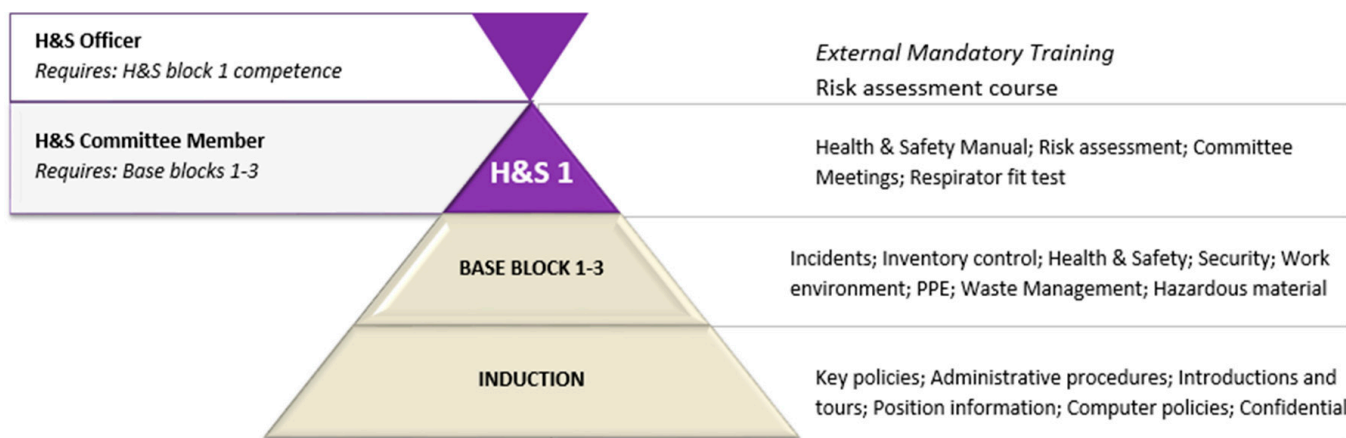 H&S Officer
Requires: H&S block 1 competence
External Mandatory Training
Risk assessment course
H&S Committee Member
Requires: Base blocks 1-3
H&S 1
Health & Safety Manual; Risk assessment; Committee
Meetings; Respirator fit test
BASE BLOCK 1-3
Incidents; Inventory control; Health & Safety; Security; Work
environment; PPE; Waste Management; Hazardous material
INDUCTION
Key policies; Administrative procedures; Introductions and
tours; Position information; Computer policies; Confidential